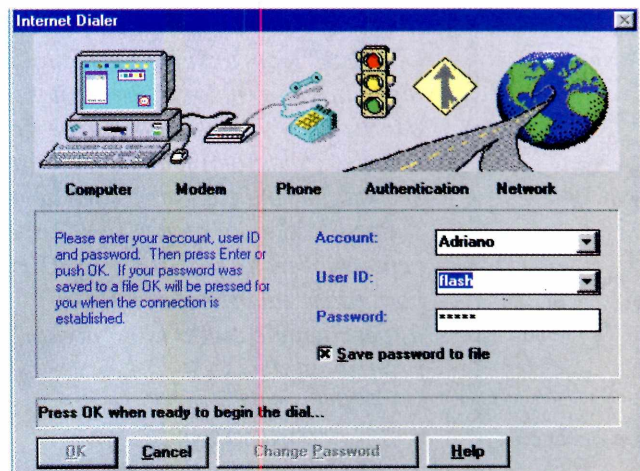 Internet Dialer
Computer Modem Phone Authentication Network
Please enter your account, user ID
and password. Then press Enter or
push OK. If your password was
saved to a file OK will be pressed for
you when the connection is
established.
Account: Adriano
User ID: flash
Password: *****
Save password to file
Press OK when ready to begin the dial...
OK Cancel Change Password Help